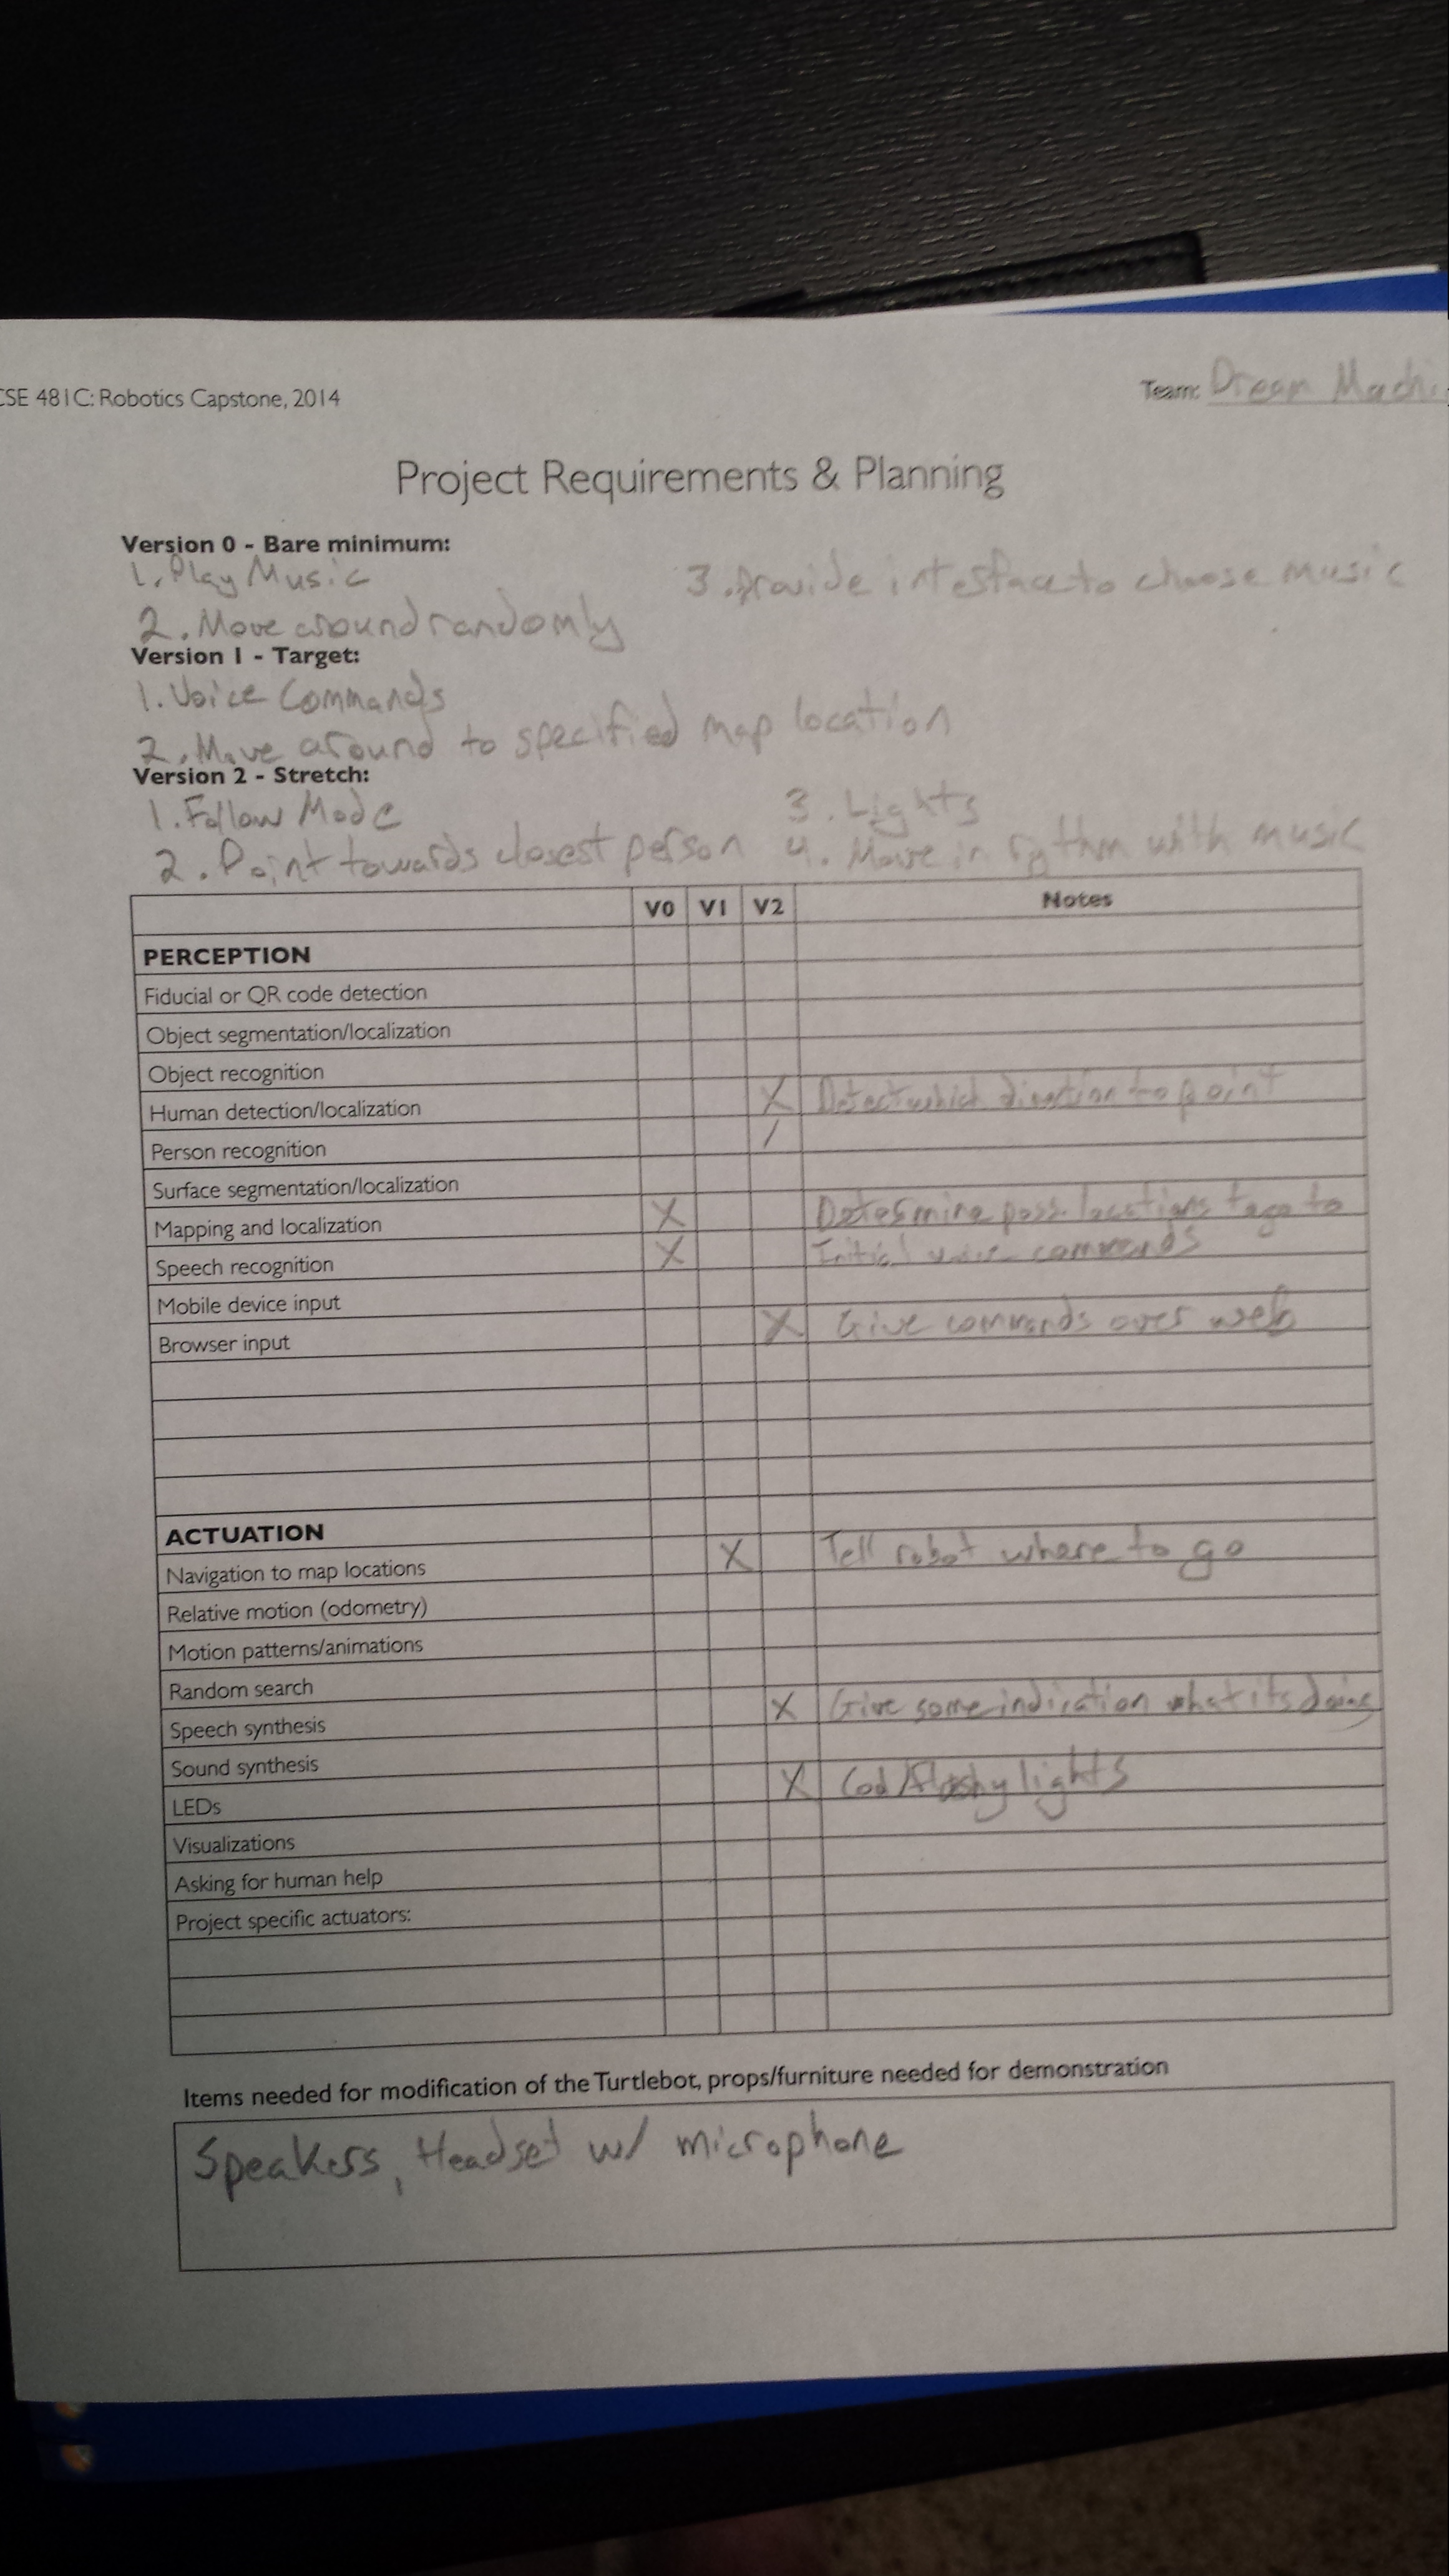 CSE 481C: Robotics Capstone, 2014 Team: Dream Machi
Project Requirements & Planning
Version 0 - Bare minimum:
1. Play Music 3. Provide interface to choose music
2. Move around randomly
Version 1 - Target:
1. Voice Commands
2. Move around to specified map location
Version 2 - Stretch:
1. Follow Mode 3. Lights
2. Point towards closest person 4. Move in rythm with music
V0 V1 V2 Notes
PERCEPTION
Fiducial or QR code detection
Object segmentation/localization
Object recognition
Human detection/localization X Detect which direction to point
Person recognition /
Surface segmentation/localization
Mapping and localization X Determine poss. locations to go to
Speech recognition X Initial voice commands
Mobile device input
Browser input X Give commands over web
ACTUATION
Navigation to map locations X Tell robot where to go
Relative motion (odometry)
Motion patterns/animations
Random search
Speech synthesis X Give some indication what its doing
Sound synthesis
LEDs X Cool/flashy lights
Visualizations
Asking for human help
Project specific actuators:
Items needed for modification of the Turtlebot, props/furniture needed for demonstration
Speakers, Headset w/ microphone